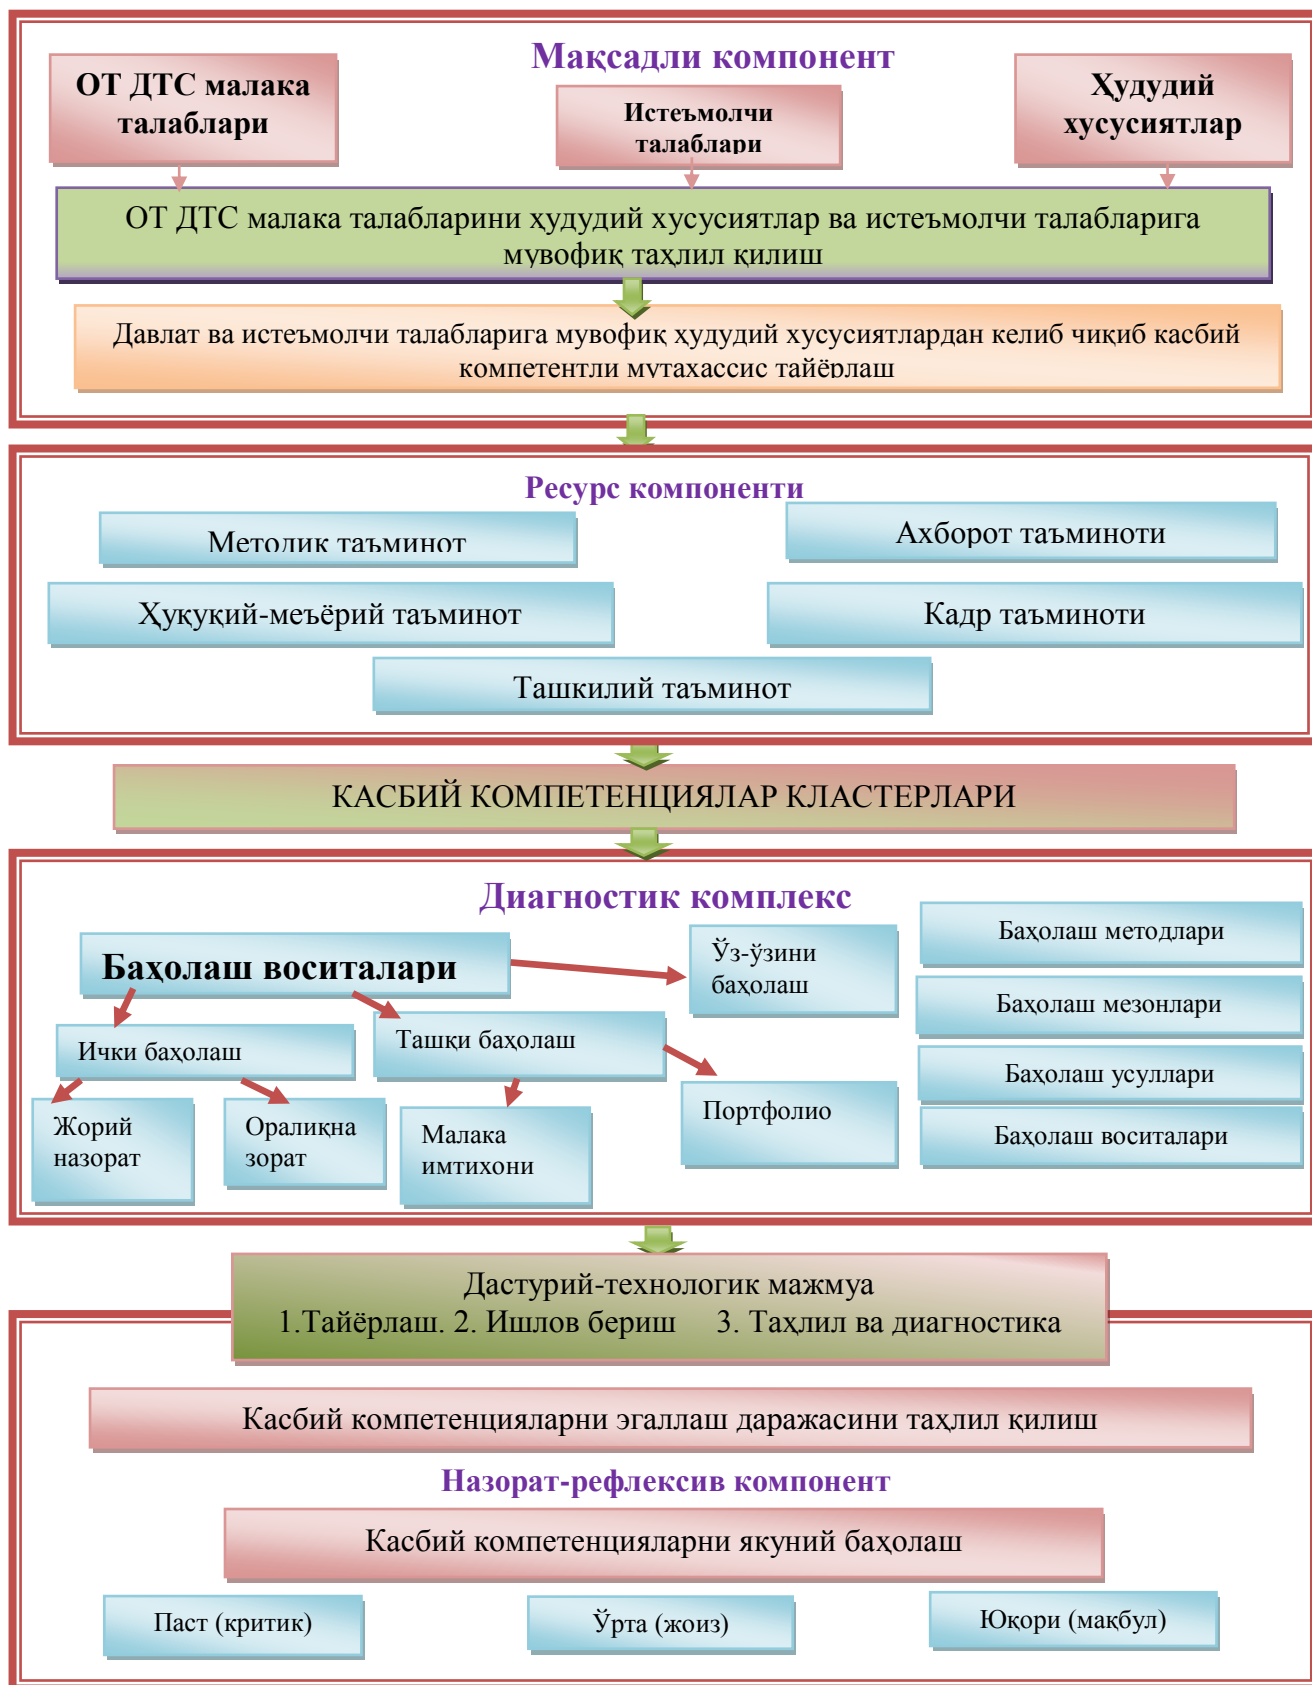 Мақсадли компонент
ОТ ДТС малака
талаблари
Истеъмолчи
талаблари
Ҳудудий
хусусиятлар
ОТ ДТС малака талабларини ҳудудий хусусиятлар ва истеъмолчи талабларига
мувофиқ таҳлил қилиш
Давлат ва истеъмолчи талабларига мувофиқ ҳудудий хусусиятлардан келиб чиқиб касбий
компетентли мутахассис тайёрлаш
Ресурс компоненти
Методик таъминот
Ахборот таъминоти
Ҳуқуқий-меъёрий таъминот
Кадр таъминоти
Ташкилий таъминот
КАСБИЙ КОМПЕТЕНЦИЯЛАР КЛАСТЕРЛАРИ
Диагностик комплекс
Баҳолаш воситалари
Ўз-ўзини
баҳолаш
Баҳолаш методлари
Баҳолаш мезонлари
Ички баҳолаш
Ташқи баҳолаш
Баҳолаш усуллари
Жорий
назорат
Оралиқна
зорат
Малака
имтихони
Портфолио
Баҳолаш воситалари
Дастурий-технологик мажмуа
1.Тайёрлаш. 2. Ишлов бериш 3. Таҳлил ва диагностика
Касбий компетенцияларни эгаллаш даражасини таҳлил қилиш
Назорат-рефлексив компонент
Касбий компетенцияларни якуний баҳолаш
Паст (критик)
Ўрта (жоиз)
Юқори (мақбул)